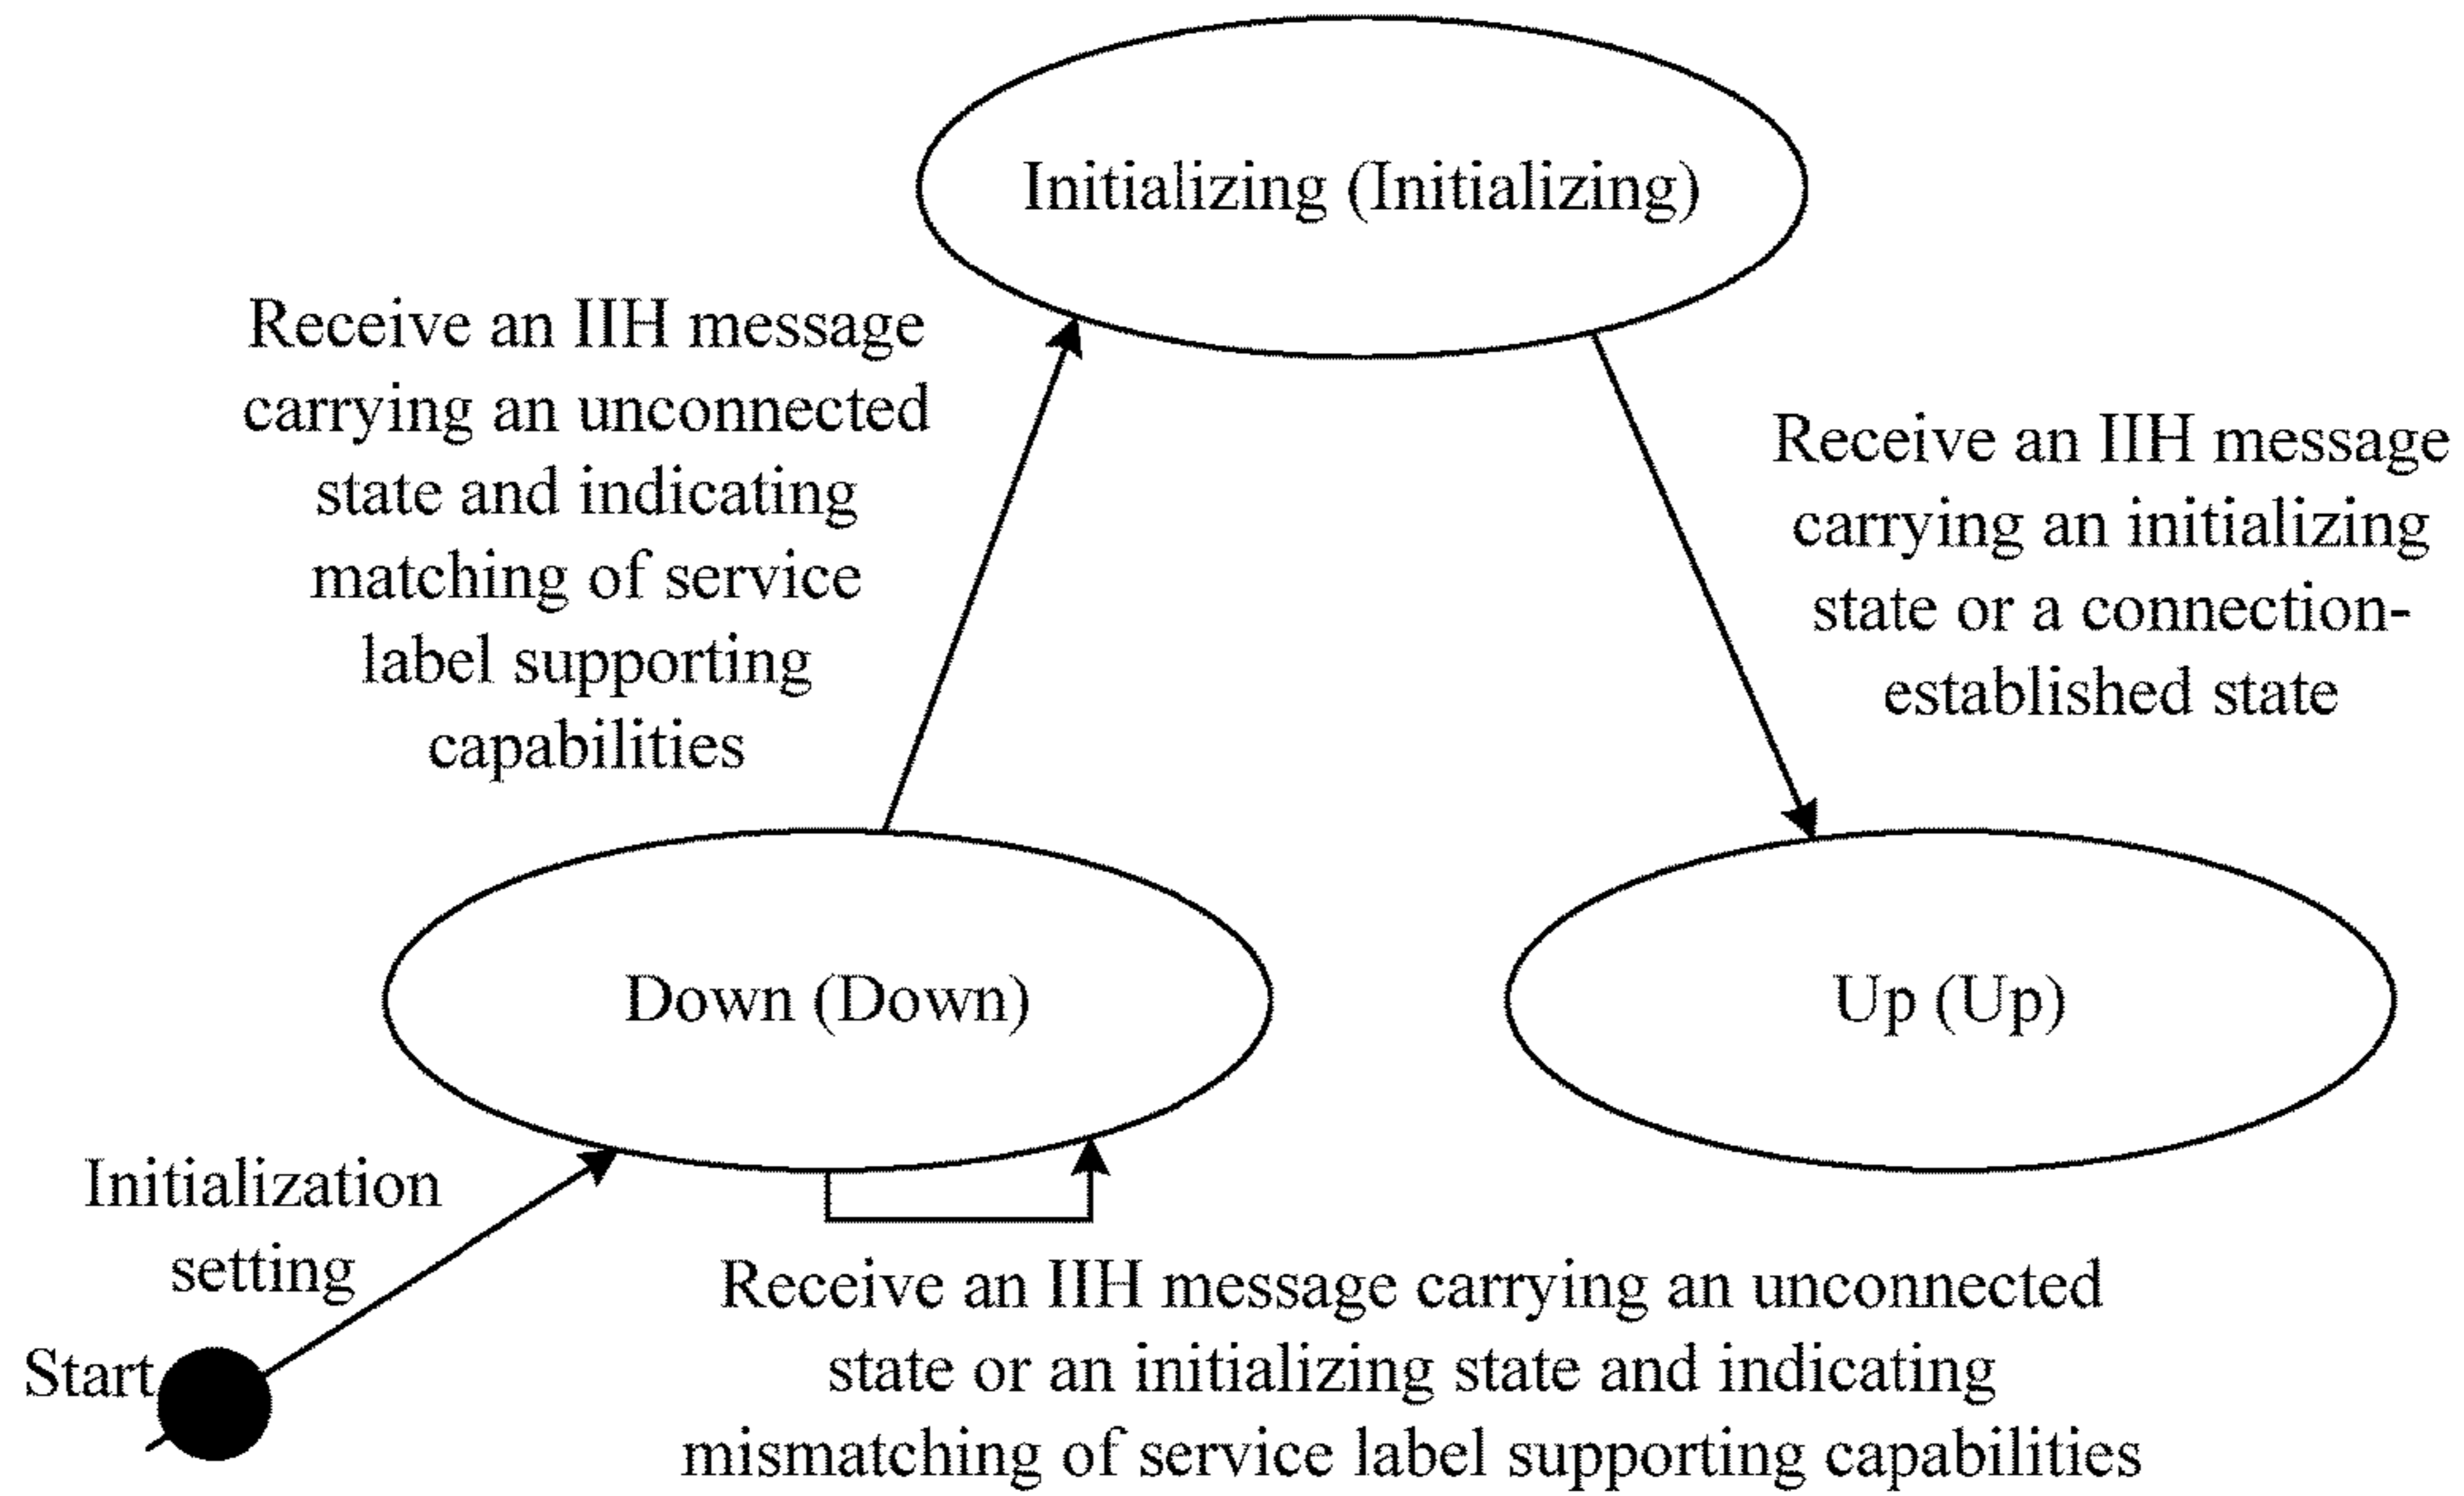 Initializing (Initializing)
Receive an IIH message
carrying an unconnected
state and indicating
matching of service
label supporting
capabilities
Receive an IIH message
carrying an initializing
state or a connection-
established state
Down (Down)
Up (Up)
Initialization
setting
Start
Receive an IIH message carrying an unconnected
state or an initializing state and indicating
mismatching of service label supporting capabilities